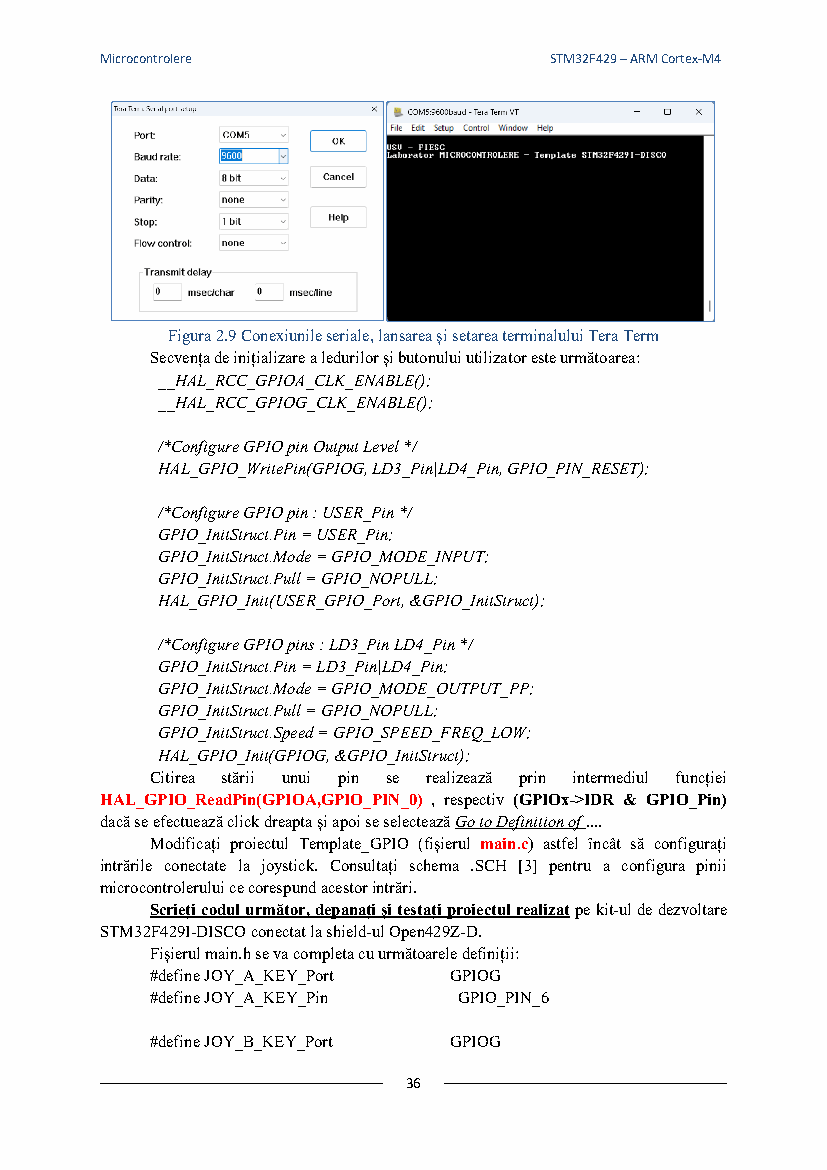 Microcontrolere STM32F429 – ARM Cortex-M4
Tera Term: Serial port setup
Port: COM5 OK
Baud rate: 9600
Data: 8 bit Cancel
Parity: none
Stop: 1 bit Help
Flow control: none
Transmit delay
0 msec/char 0 msec/line
COM5:9600baud - Tera Term VT
File Edit Setup Control Window Help
USV - FIESC
Laborator MICROCONTROLERE - Template STM32F429I-DISCO
Figura 2.9 Conexiunile seriale, lansarea și setarea terminalului Tera Term
Secvența de inițializare a ledurilor și butonului utilizator este următoarea:
__HAL_RCC_GPIOA_CLK_ENABLE();
__HAL_RCC_GPIOG_CLK_ENABLE();
/*Configure GPIO pin Output Level */
HAL_GPIO_WritePin(GPIOG, LD3_Pin|LD4_Pin, GPIO_PIN_RESET);
/*Configure GPIO pin : USER_Pin */
GPIO_InitStruct.Pin = USER_Pin;
GPIO_InitStruct.Mode = GPIO_MODE_INPUT;
GPIO_InitStruct.Pull = GPIO_NOPULL;
HAL_GPIO_Init(USER_GPIO_Port, &GPIO_InitStruct);
/*Configure GPIO pins : LD3_Pin LD4_Pin */
GPIO_InitStruct.Pin = LD3_Pin|LD4_Pin;
GPIO_InitStruct.Mode = GPIO_MODE_OUTPUT_PP;
GPIO_InitStruct.Pull = GPIO_NOPULL;
GPIO_InitStruct.Speed = GPIO_SPEED_FREQ_LOW;
HAL_GPIO_Init(GPIOG, &GPIO_InitStruct);
Citirea stării unui pin se realizează prin intermediul funcției
HAL_GPIO_ReadPin(GPIOA,GPIO_PIN_0) , respectiv (GPIOx->IDR & GPIO_Pin)
dacă se efectuează click dreapta și apoi se selectează Go to Definition of ....
Modificați proiectul Template_GPIO (fișierul main.c) astfel încât să configurați
intrările conectate la joystick. Consultați schema .SCH [3] pentru a configura pinii
microcontrolerului ce corespund acestor intrări.
Scrieți codul următor, depanați și testați proiectul realizat pe kit-ul de dezvoltare
STM32F429I-DISCO conectat la shield-ul Open429Z-D.
Fișierul main.h se va completa cu următoarele definiții:
#define JOY_A_KEY_Port GPIOG
#define JOY_A_KEY_Pin GPIO_PIN_6
#define JOY_B_KEY_Port GPIOG
36